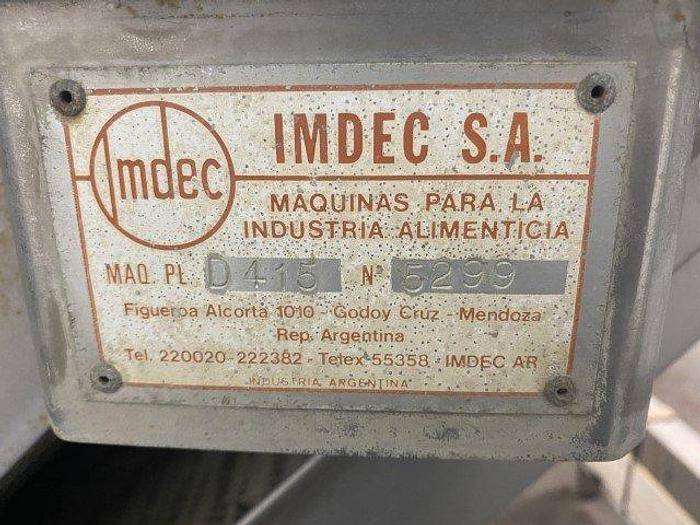 Imdec
IMDEC S.A.
MAQUINAS PARA LA
INDUSTRIA ALIMENTICIA
MAQ. PL. D415 Nº 5299
Figueroa Alcorta 1010 - Godoy Cruz - Mendoza
Rep. Argentina
Tel. 220020-222382 - Telex 55358 IMDEC AR
INDUSTRIA ARGENTINA